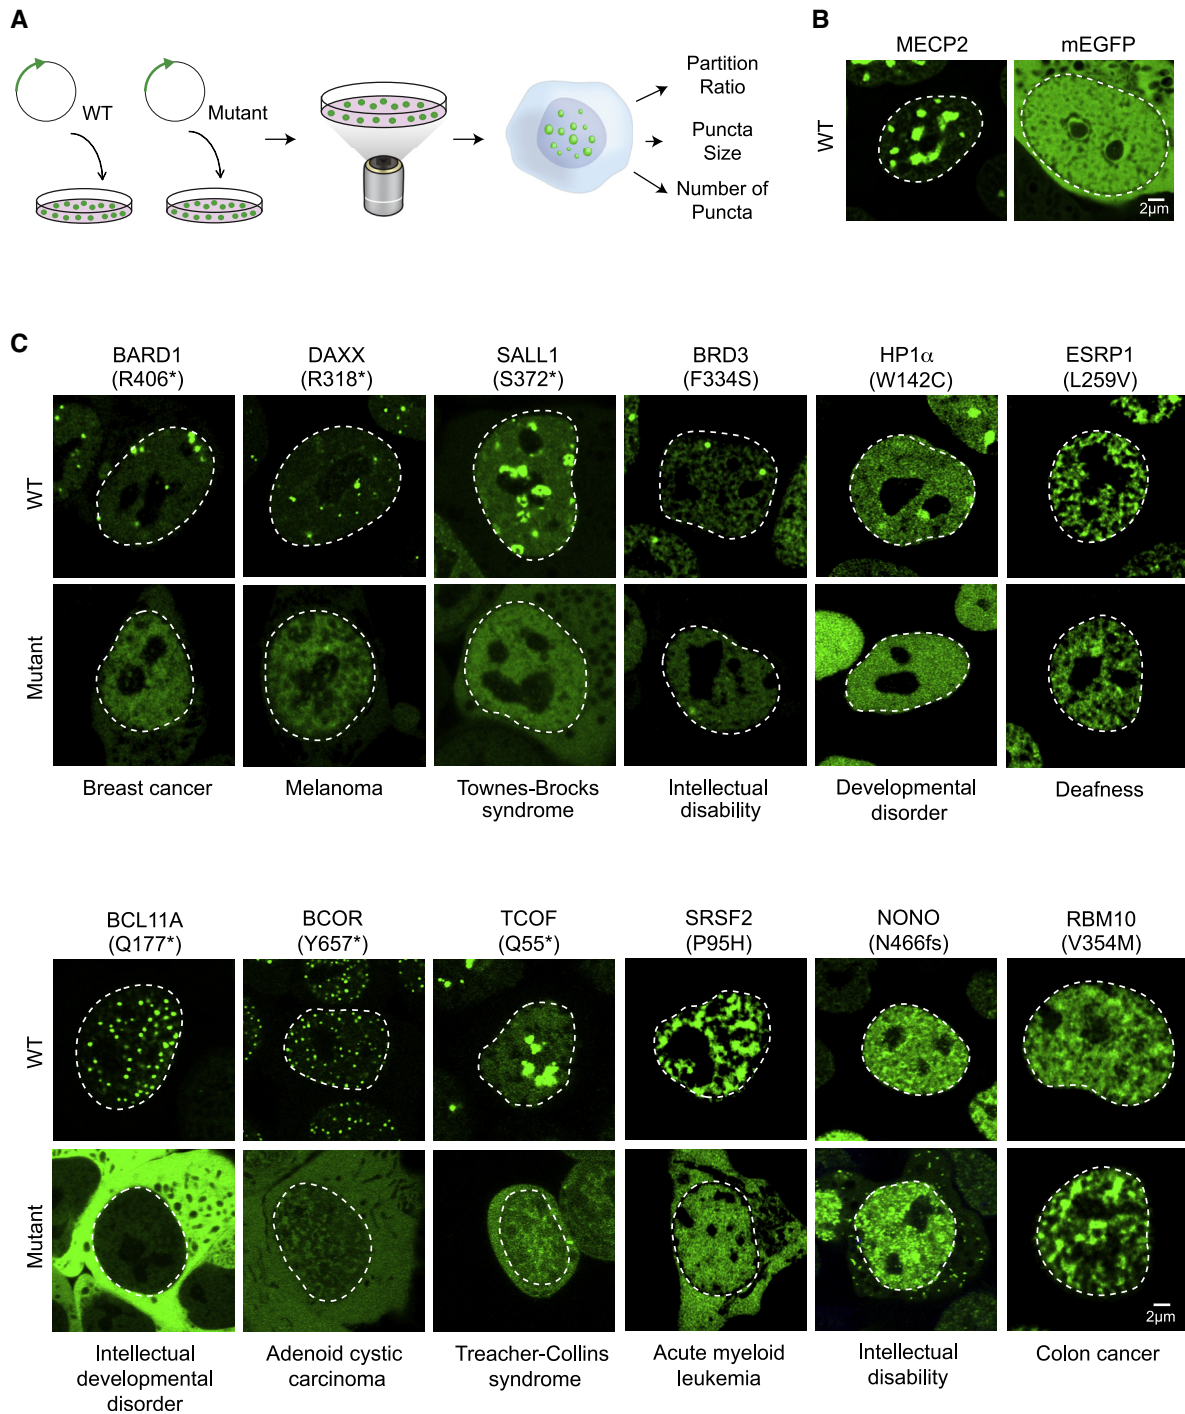 A
WT
Mutant
Partition
Ratio
Puncta
Size
Number of
Puncta
B
MECP2
mEGFP
WT
2μm
C
BARD1
(R406*)
DAXX
(R318*)
SALL1
(S372*)
BRD3
(F334S)
HP1α
(W142C)
ESRP1
(L259V)
WT
Mutant
Breast cancer
Melanoma
Townes-Brocks
syndrome
Intellectual
disability
Developmental
disorder
Deafness
BCL11A
(Q177*)
BCOR
(Y657*)
TCOF
(Q55*)
SRSF2
(P95H)
NONO
(N466fs)
RBM10
(V354M)
WT
Mutant
2μm
Intellectual
developmental
disorder
Adenoid cystic
carcinoma
Treacher-Collins
syndrome
Acute myeloid
leukemia
Intellectual
disability
Colon cancer